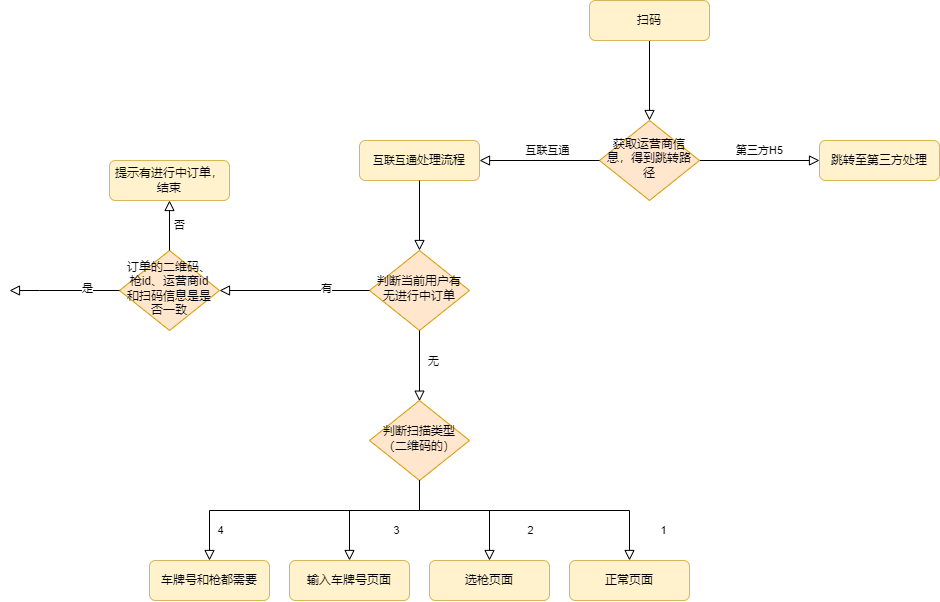 扫码
获取运营商信
息，得到跳转路
径
互联互通
第三方H5
跳转至第三方处理
互联互通处理流程
提示有进行中订单，
结束
否
订单的二维码、
枪id、运营商id
和扫码信息是是
否一致
是
有
判断当前用户有
无进行中订单
无
判断扫描类型
（二维码的）
4
3
2
1
车牌号和枪都需要
输入车牌号页面
选枪页面
正常页面